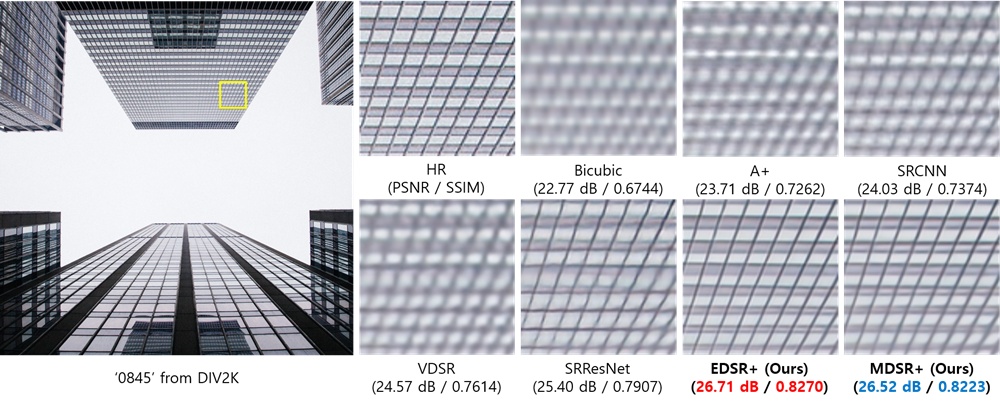 HR
(PSNR / SSIM)
Bicubic
(22.77 dB / 0.6744)
A+
(23.71 dB / 0.7262)
SRCNN
(24.03 dB / 0.7374)
'0845' from DIV2K
VDSR
(24.57 dB / 0.7614)
SRResNet
(25.40 dB / 0.7907)
EDSR+ (Ours)
(26.71 dB / 0.8270)
MDSR+ (Ours)
(26.52 dB / 0.8223)